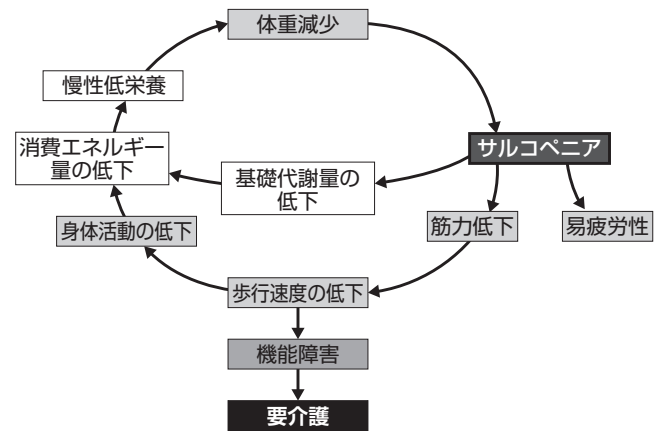 体重減少
慢性低栄養
サルコペニア
消費エネルギー
量の低下
基礎代謝量の
低下
身体活動の低下
筋力低下
易疲労性
歩行速度の低下
機能障害
要介護